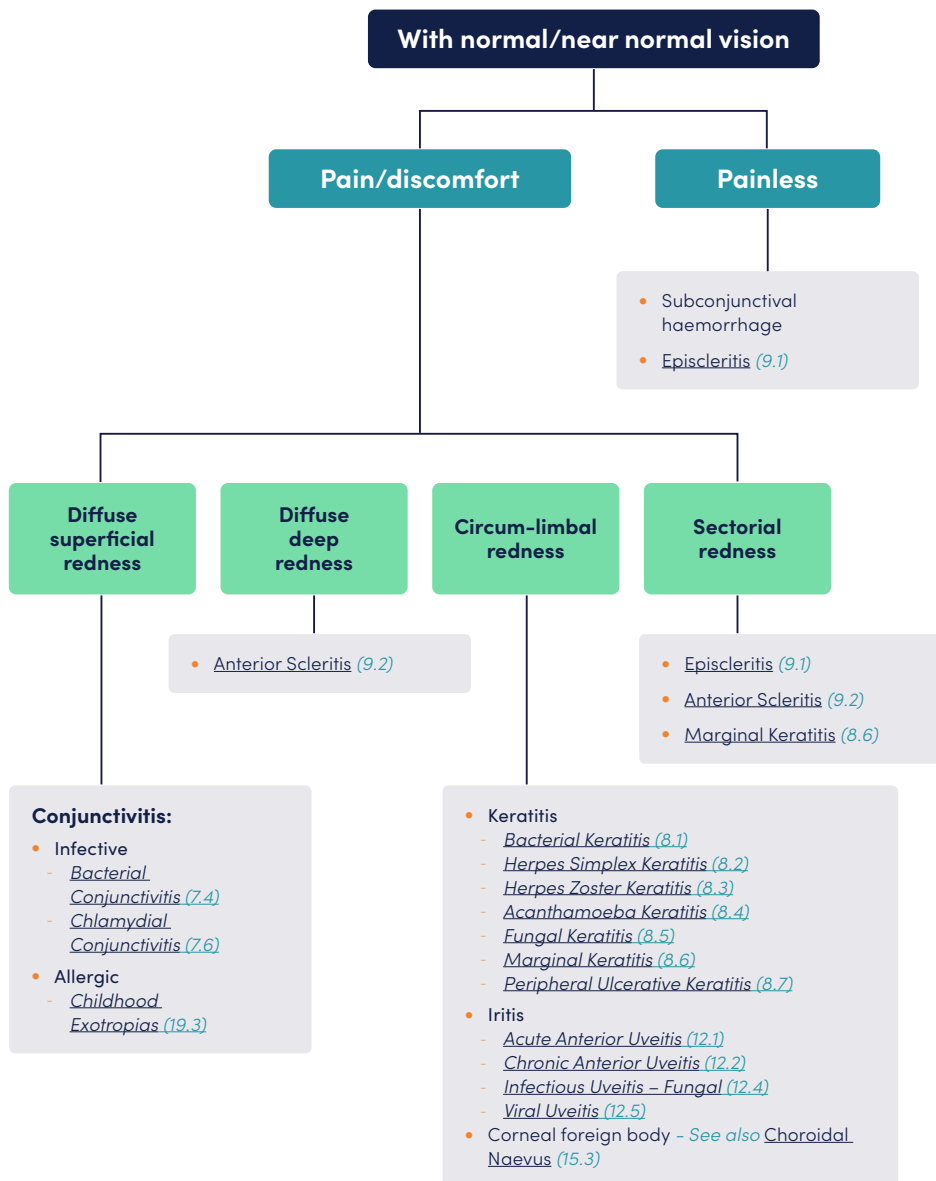 With normal/near normal vision
Pain/discomfort
Painless
• Subconjunctival
haemorrhage
• Episcleritis (9.1)
Diffuse
superficial
redness
Diffuse
deep
redness
Circum-limbal
redness
Sectorial
redness
• Anterior Scleritis (9.2)
• Episcleritis (9.1)
• Anterior Scleritis (9.2)
• Marginal Keratitis (8.6)
Conjunctivitis:
• Infective
- Bacterial
Conjunctivitis (7.4)
- Chlamydial
Conjunctivitis (7.6)
• Allergic
- Childhood
Exotropias (19.3)
• Keratitis
- Bacterial Keratitis (8.1)
- Herpes Simplex Keratitis (8.2)
- Herpes Zoster Keratitis (8.3)
- Acanthamoeba Keratitis (8.4)
- Fungal Keratitis (8.5)
- Marginal Keratitis (8.6)
- Peripheral Ulcerative Keratitis (8.7)
• Iritis
- Acute Anterior Uveitis (12.1)
- Chronic Anterior Uveitis (12.2)
- Infectious Uveitis – Fungal (12.4)
- Viral Uveitis (12.5)
• Corneal foreign body - See also Choroidal
Naevus (15.3)